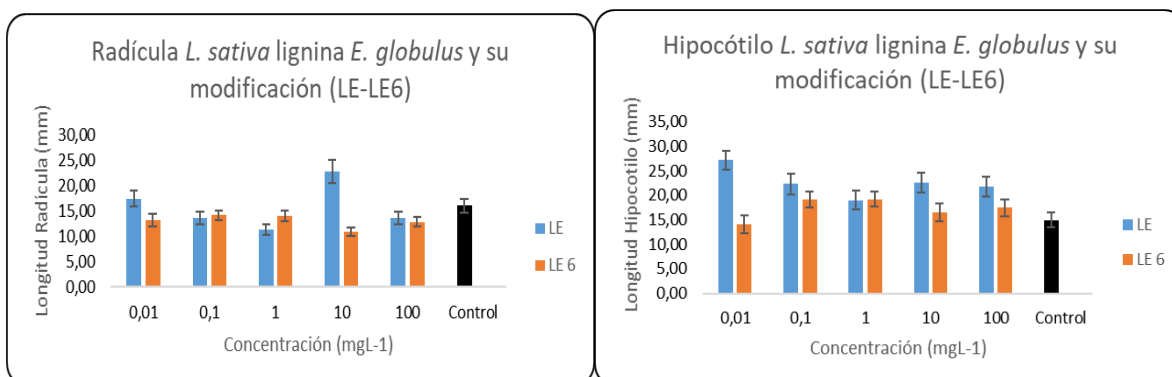 Radícula L. sativa lignina E. globulus y su
modificación (LE-LE6)
Longitud Radícula (mm)
30,00
25,00
20,00
15,00
10,00
5,00
0,00
0,01 0,1 1 10 100 Control
Concentración (mgL-1)
LE
LE 6
Hipocótilo L. sativa lignina E. globulus y su
modificación (LE-LE6)
Longitud Hipocotilo (mm)
35,00
30,00
25,00
20,00
15,00
10,00
5,00
0,00
0,01 0,1 1 10 100 Control
Concentración (mgL-1)
LE
LE 6